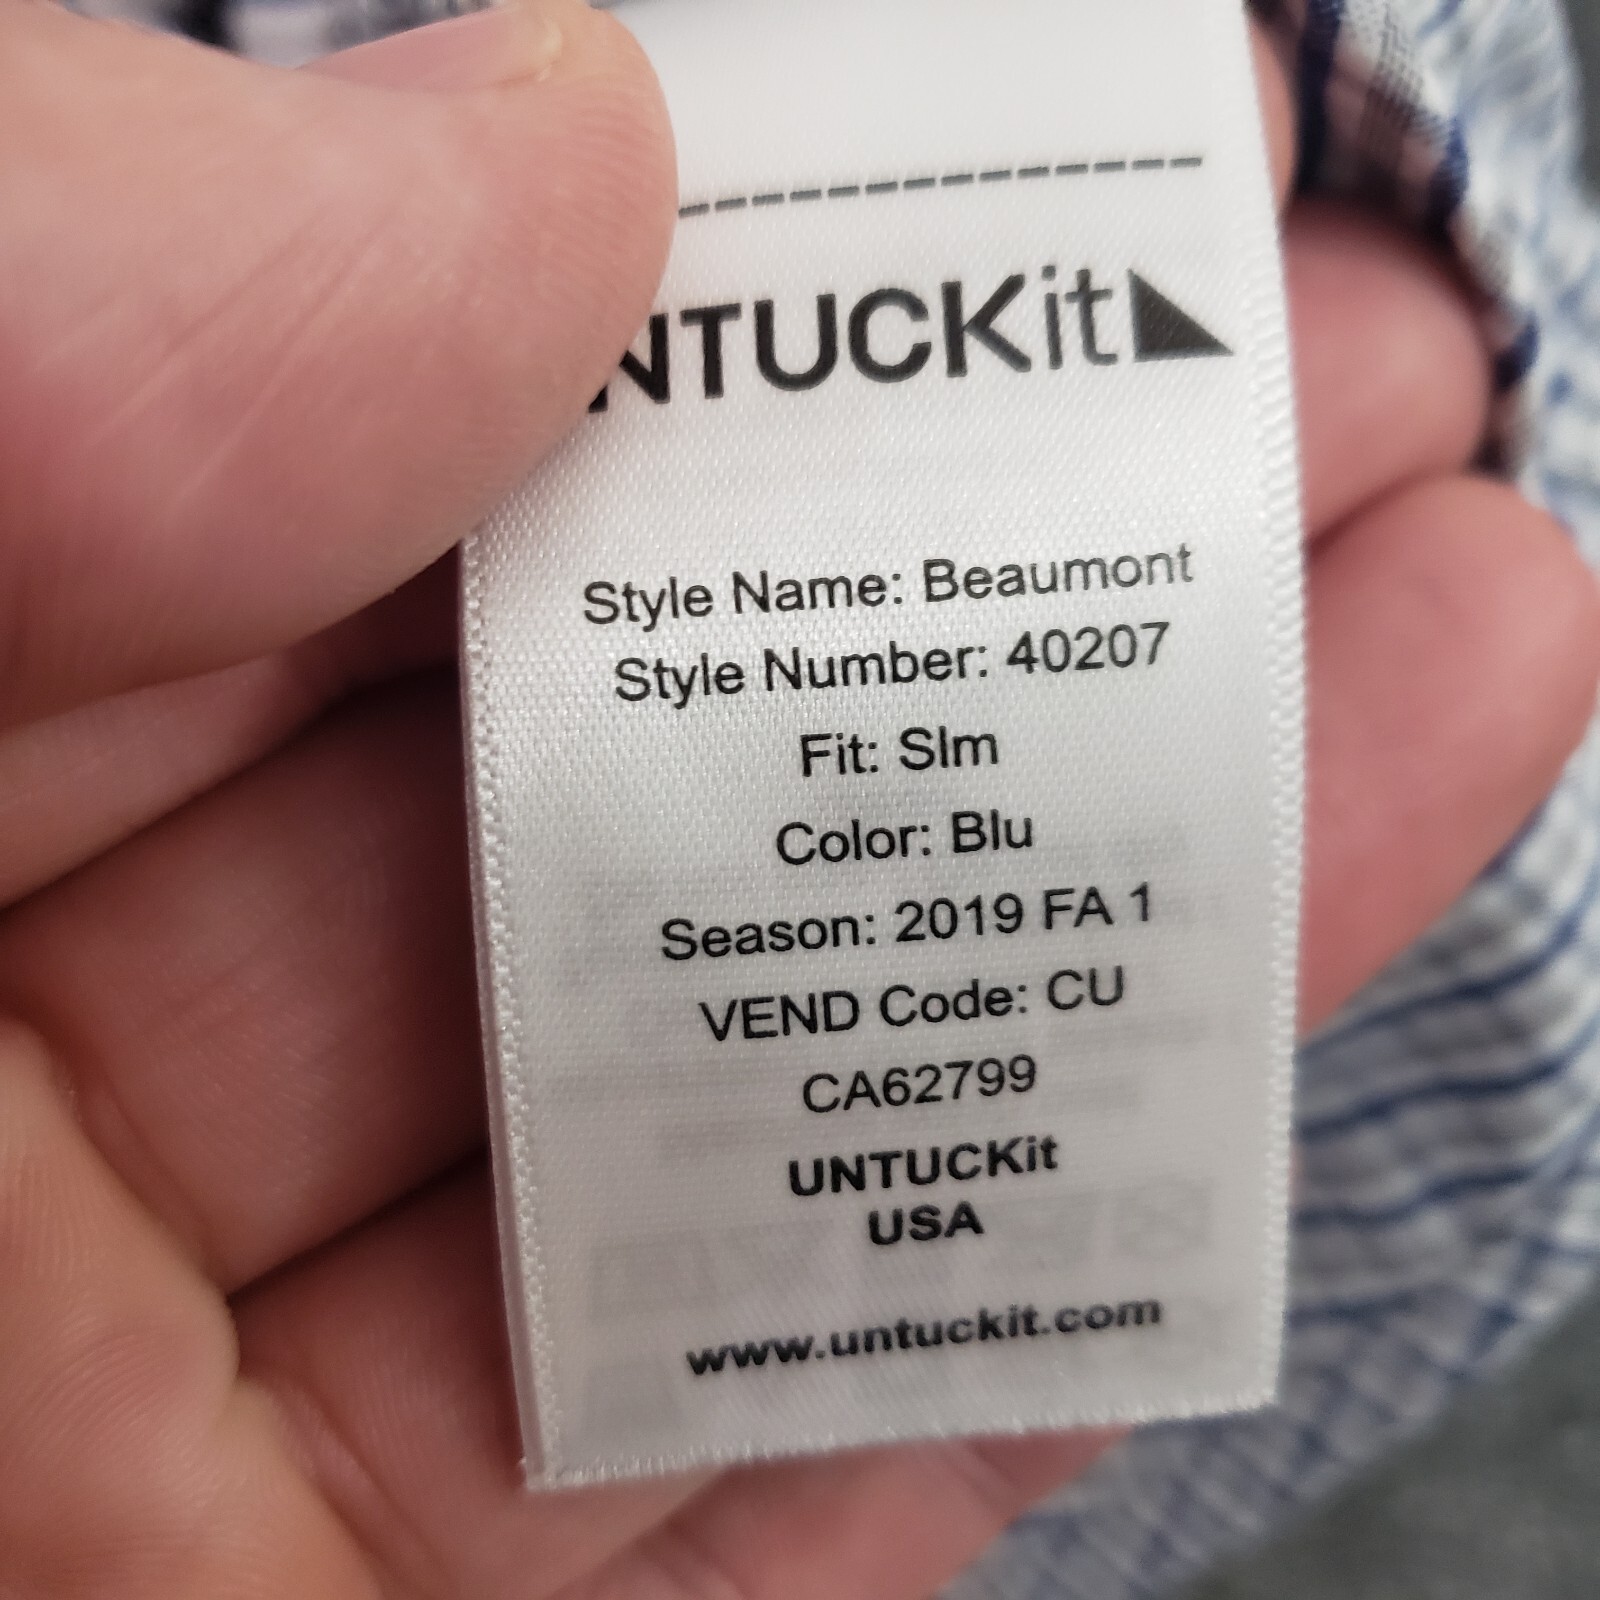 UNTUCKit
Style Name: Beaumont
Style Number: 40207
Fit: Slm
Color: Blu
Season: 2019 FA 1
VEND Code: CU
CA62799
UNTUCKit
USA
www.untuckit.com